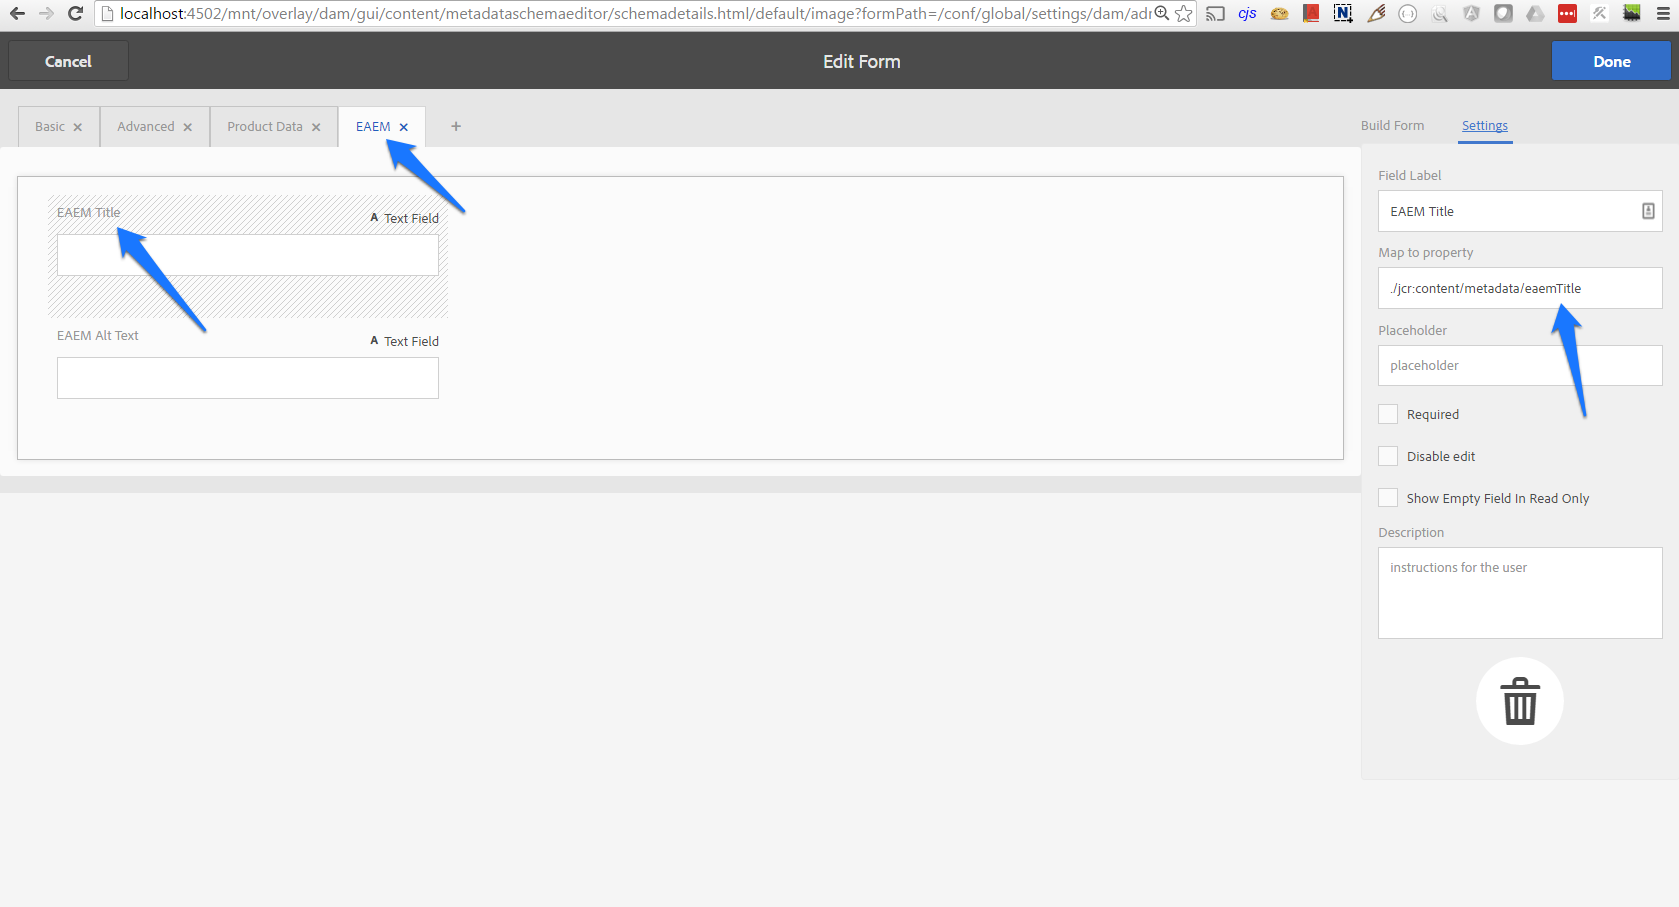 localhost:4502/mnt/overlay/dam/gui/content/metadataschemaeditor/schemadetails.html/default/image?formPath=/conf/global/settings/dam/adr
cjs
N
Cancel
Edit Form
Done
Basic ×
Advanced ×
Product Data ×
EAEM ×
+
Build Form
Settings
EAEM Title
A Text Field
EAEM Alt Text
A Text Field
Field Label
EAEM Title
Map to property
./jcr:content/metadata/eaemTitle
Placeholder
placeholder
Required
Disable edit
Show Empty Field In Read Only
Description
instructions for the user